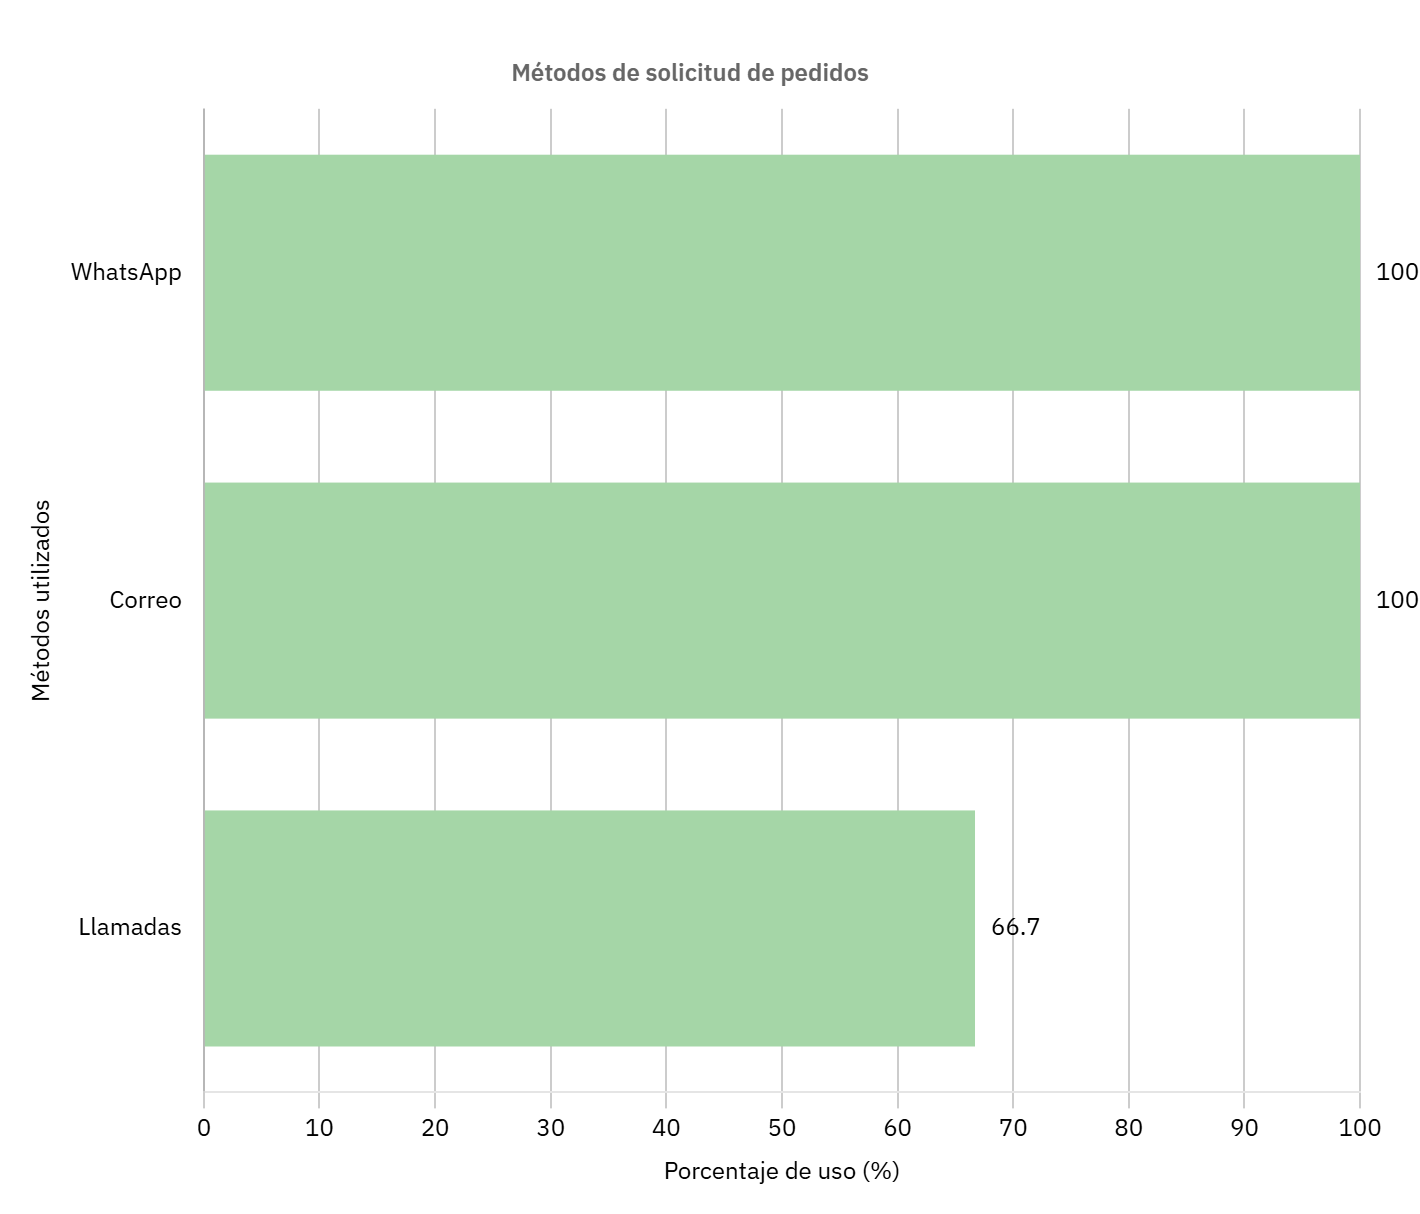 Métodos de solicitud de pedidos
Métodos utilizados
WhatsApp
100
Correo
100
Llamadas
66.7
0 10 20 30 40 50 60 70 80 90 100
Porcentaje de uso (%)